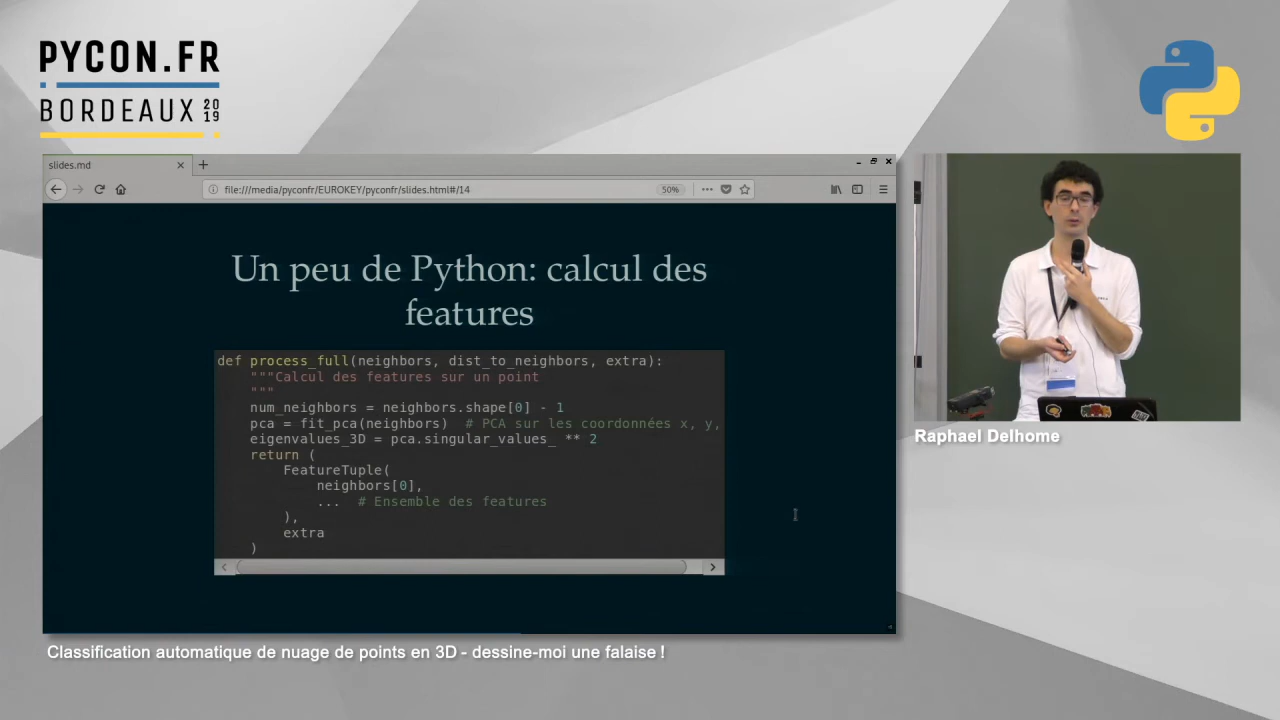 PYCON.FR
BORDEAUX 2019
slides.md
file:///media/pyconfr/EUROKEY/pyconfr/slides.html#/14
50%
Un peu de Python: calcul des
features
def process_full(neighbors, dist_to_neighbors, extra):
"""Calcul des features sur un point
"""
num_neighbors = neighbors.shape[0] - 1
pca = fit_pca(neighbors)  # PCA sur les coordonnées x, y,
eigenvalues_3D = pca.singular_values_ ** 2
return (
FeatureTuple(
neighbors[0],
...  # Ensemble des features
),
extra
)
Raphael Delhome
Classification automatique de nuage de points en 3D - dessine-moi une falaise !